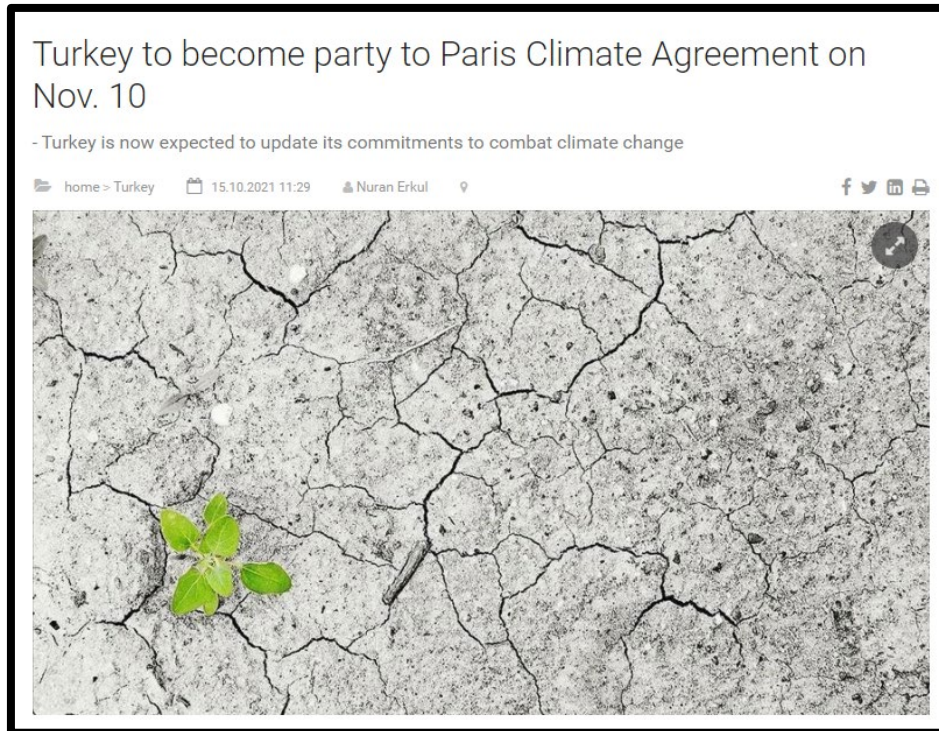 Turkey to become party to Paris Climate Agreement on
Nov. 10
- Turkey is now expected to update its commitments to combat climate change
home > Turkey 15.10.2021 11:29 Nuran Erkul